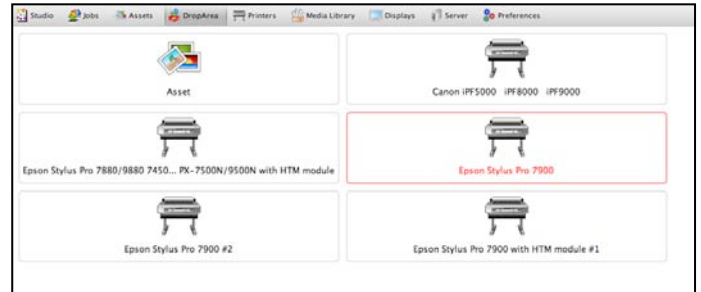 Studio Jobs Assets DropArea Printers Media Library Displays Server Preferences
Asset
Canon iPF5000 iPF8000 iPF9000
Epson Stylus Pro 7880/9880 7450... PX-7500N/9500N with HTM module
Epson Stylus Pro 7900
Epson Stylus Pro 7900 #2
Epson Stylus Pro 7900 with HTM module #1